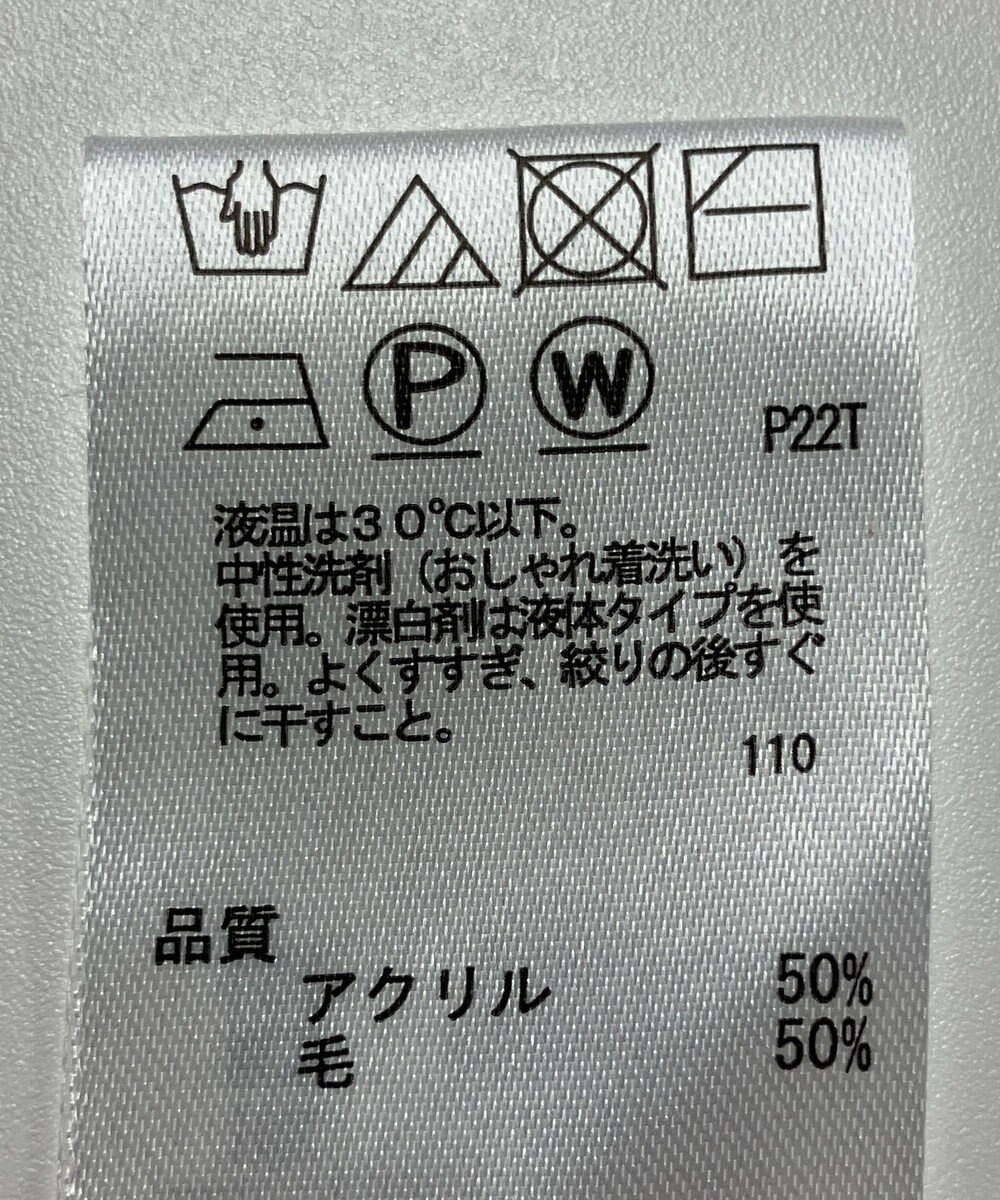 P
W
P22T
液温は30℃以下。
中性洗剤（おしゃれ着洗い）を
使用。漂白剤は液体タイプを使
用。よくすすぎ、絞りの後すぐ
に干すこと。
110
品質
アクリル 50%
毛 50%